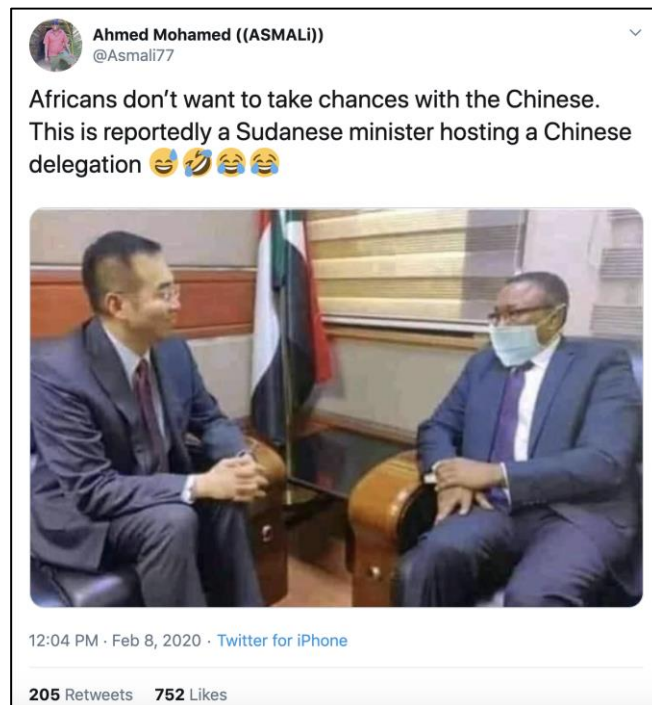 Ahmed Mohamed ((ASMALi))
@Asmali77
Africans don’t want to take chances with the Chinese.
This is reportedly a Sudanese minister hosting a Chinese
delegation 😅🤣😂😂
12:04 PM · Feb 8, 2020 · Twitter for iPhone
205 Retweets 752 Likes